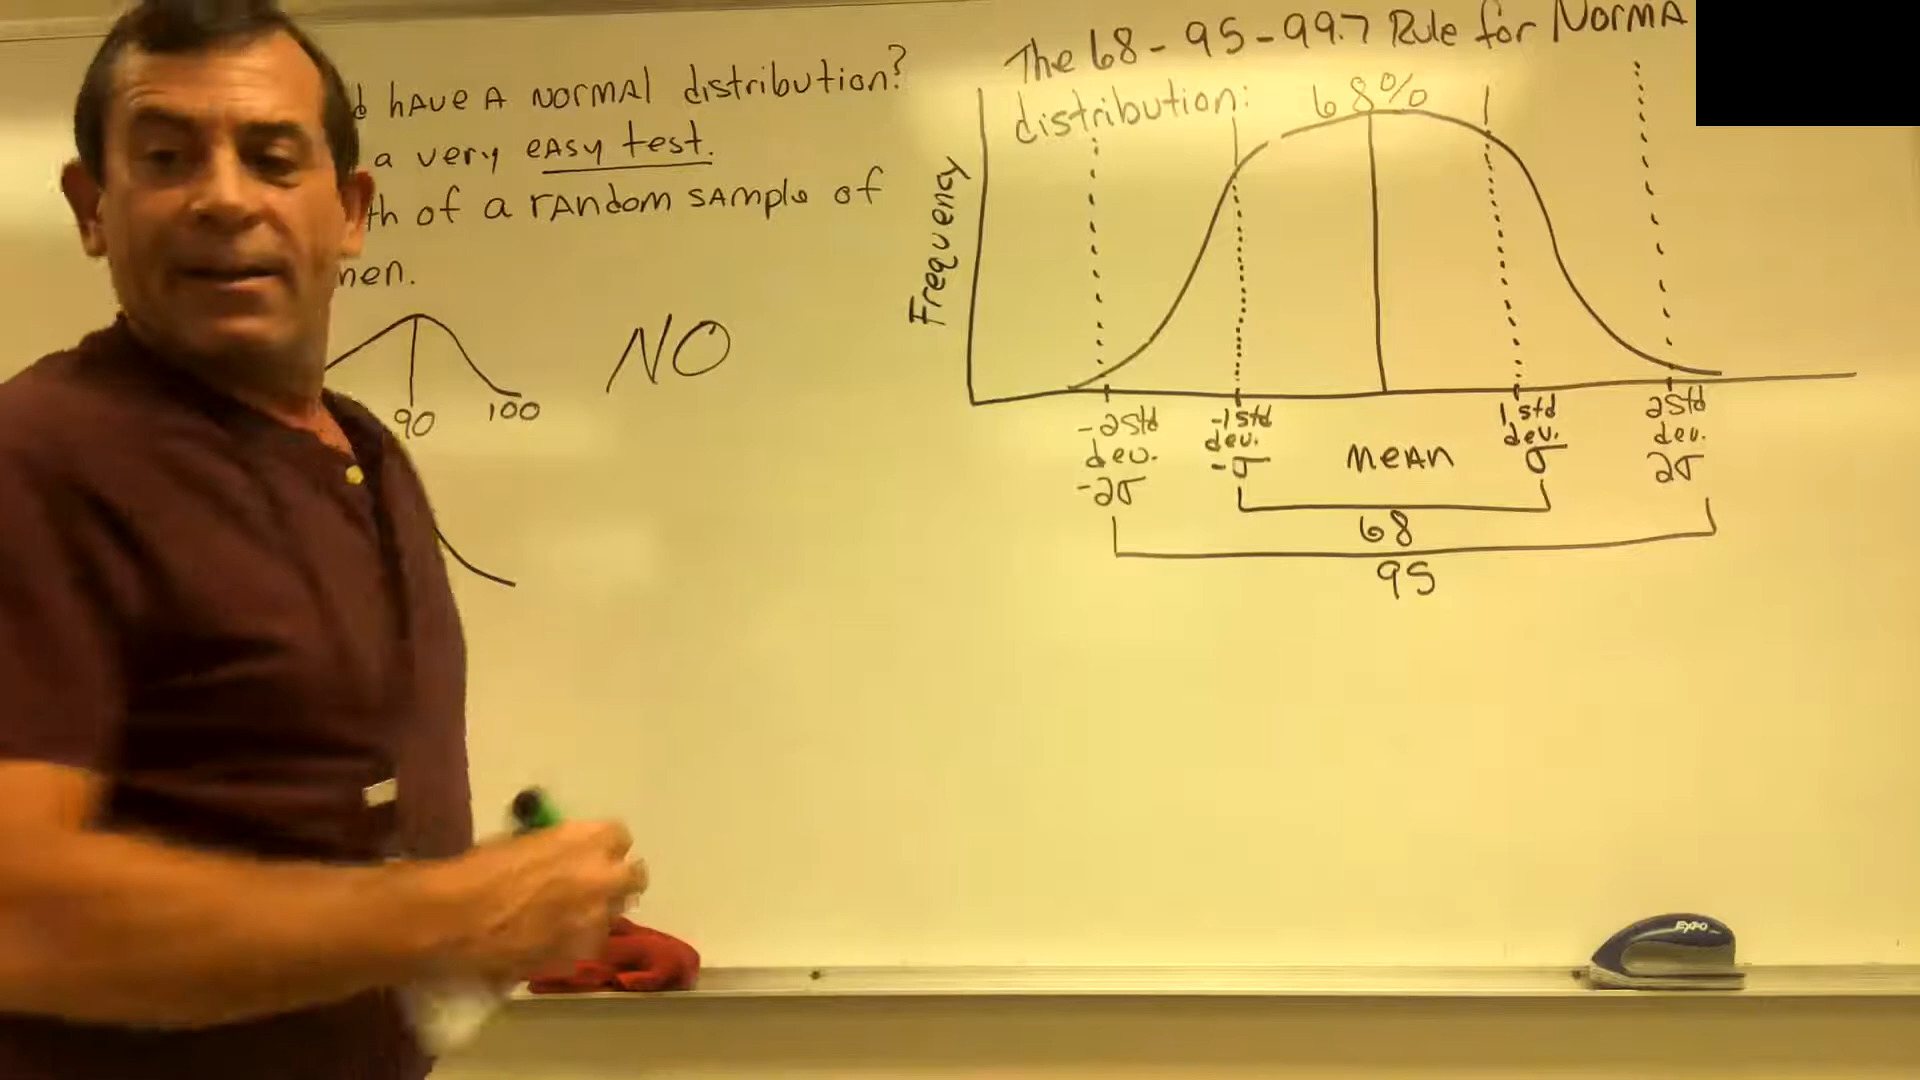 have a normal distribution?
a very easy test.
th of a random sample of
men.
90
100
NO
The 68-95-99.7 Rule for Norma
distribution:
68%
Frequency
-2 std
dev.
-2σ
-1 std
dev.
-σ
mean
1 std
dev.
σ
2 std
dev.
2σ
68
95
EXPO